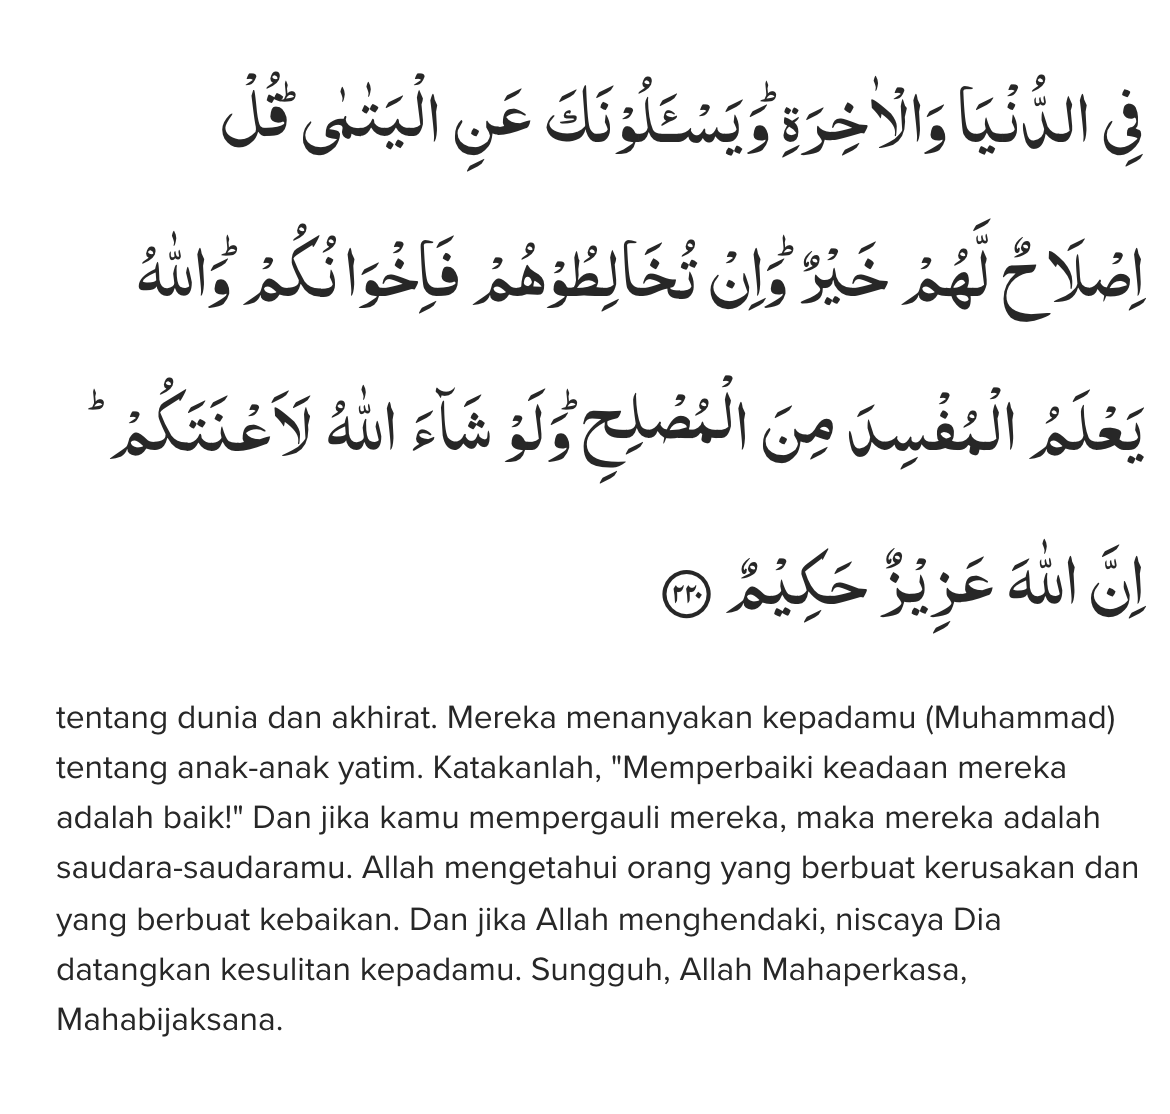 فِى الدُّنْيَا وَالْاٰخِرَةِۗ وَيَسْـَٔلُوْنَكَ عَنِ الْيَتٰمٰىۗ قُلْ
اِصْلَاحٌ لَّهُمْ خَيْرٌۗ وَاِنْ تُخَالِطُوْهُمْ فَاِخْوَانُكُمْۗ وَاللّٰهُ
يَعْلَمُ الْمُفْسِدَ مِنَ الْمُصْلِحِۗ وَلَوْ شَاۤءَ اللّٰهُ لَاَعْنَتَكُمْۗ
اِنَّ اللّٰهَ عَزِيْزٌ حَكِيْمٌ ٢٢٠
tentang dunia dan akhirat. Mereka menanyakan kepadamu (Muhammad)
tentang anak-anak yatim. Katakanlah, "Memperbaiki keadaan mereka
adalah baik!" Dan jika kamu mempergauli mereka, maka mereka adalah
saudara-saudaramu. Allah mengetahui orang yang berbuat kerusakan dan
yang berbuat kebaikan. Dan jika Allah menghendaki, niscaya Dia
datangkan kesulitan kepadamu. Sungguh, Allah Mahaperkasa,
Mahabijaksana.